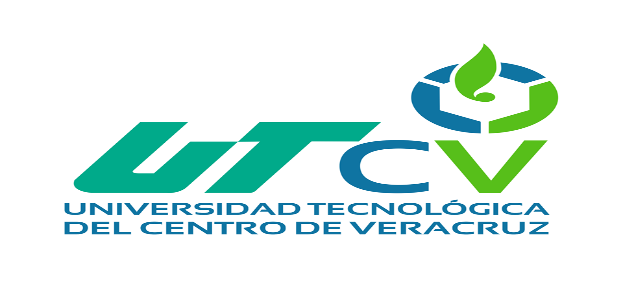 UTCV
UNIVERSIDAD TECNOLÓGICA
DEL CENTRO DE VERACRUZ